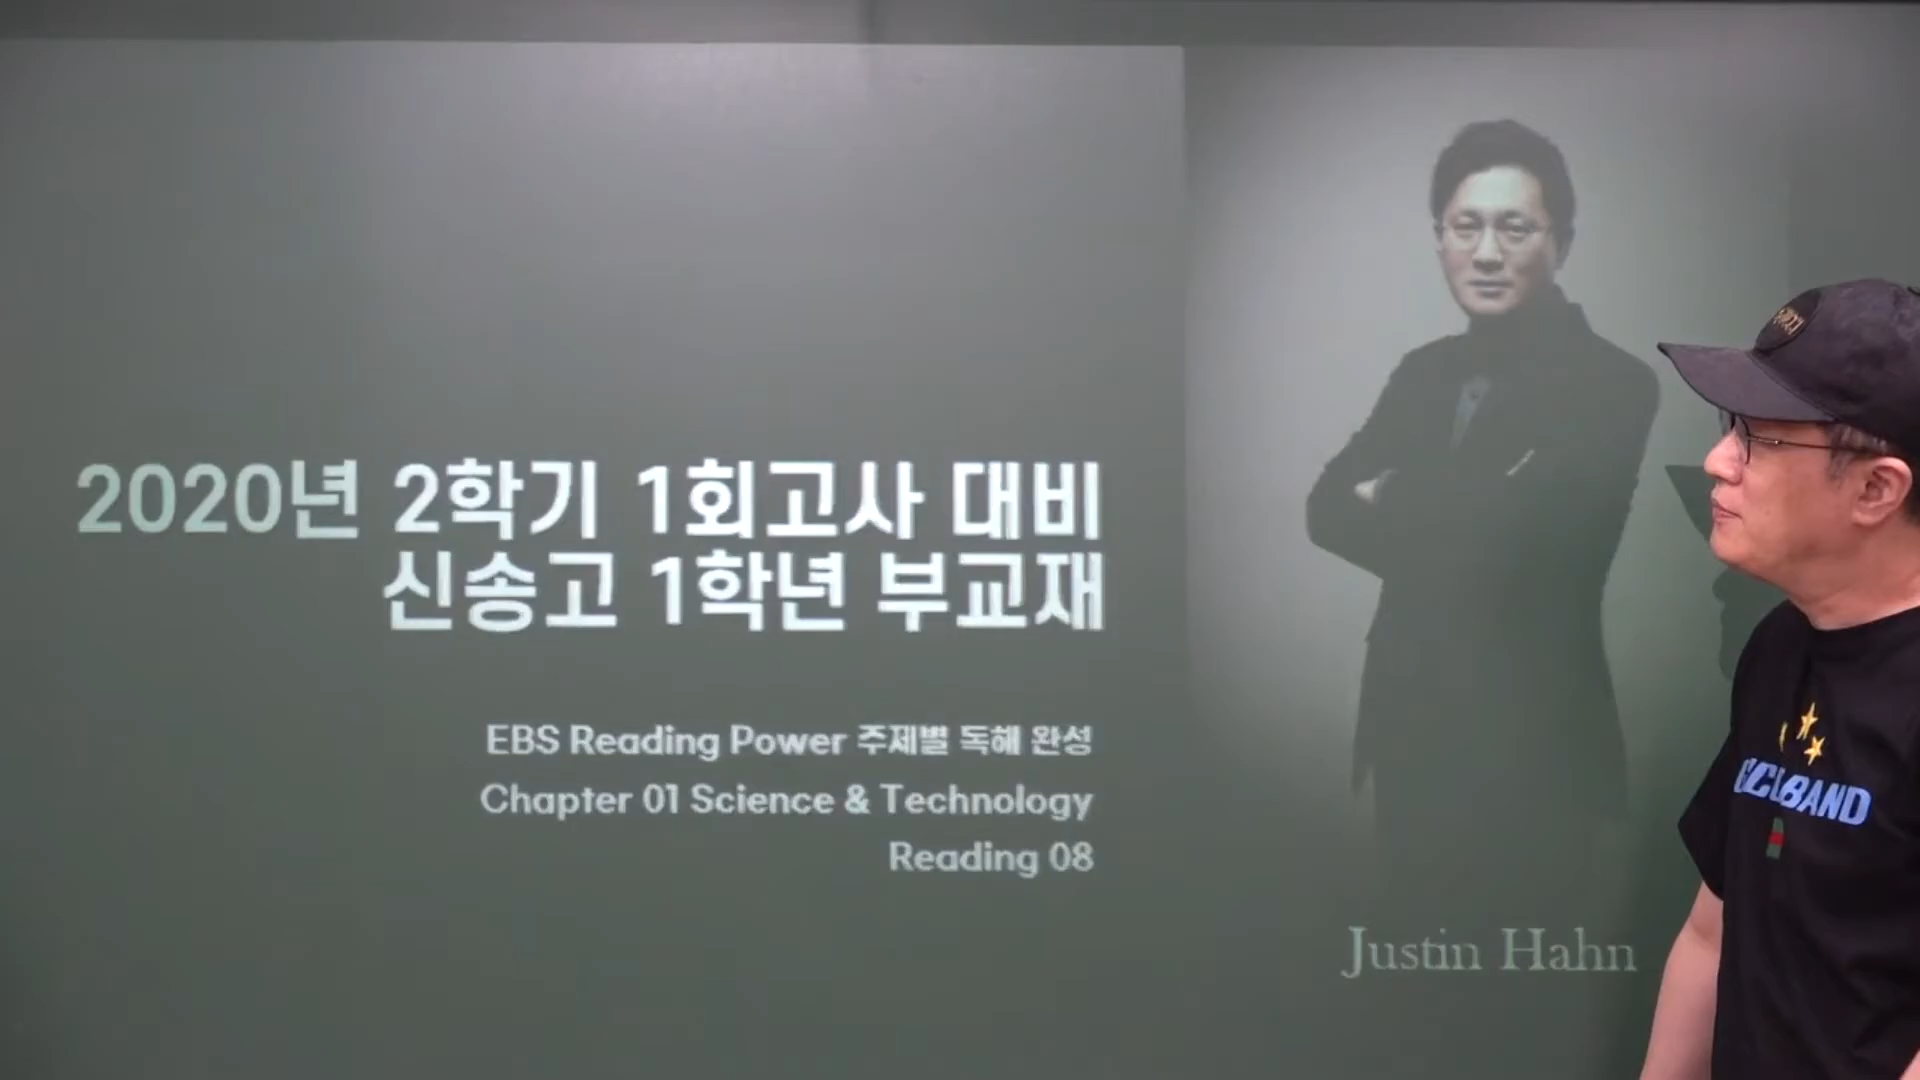 2020년 2학기 1회고사 대비
신송고 1학년 부교재
EBS Reading Power 주제별 독해 완성
Chapter 01 Science & Technology
Reading 08
Justin Hahn